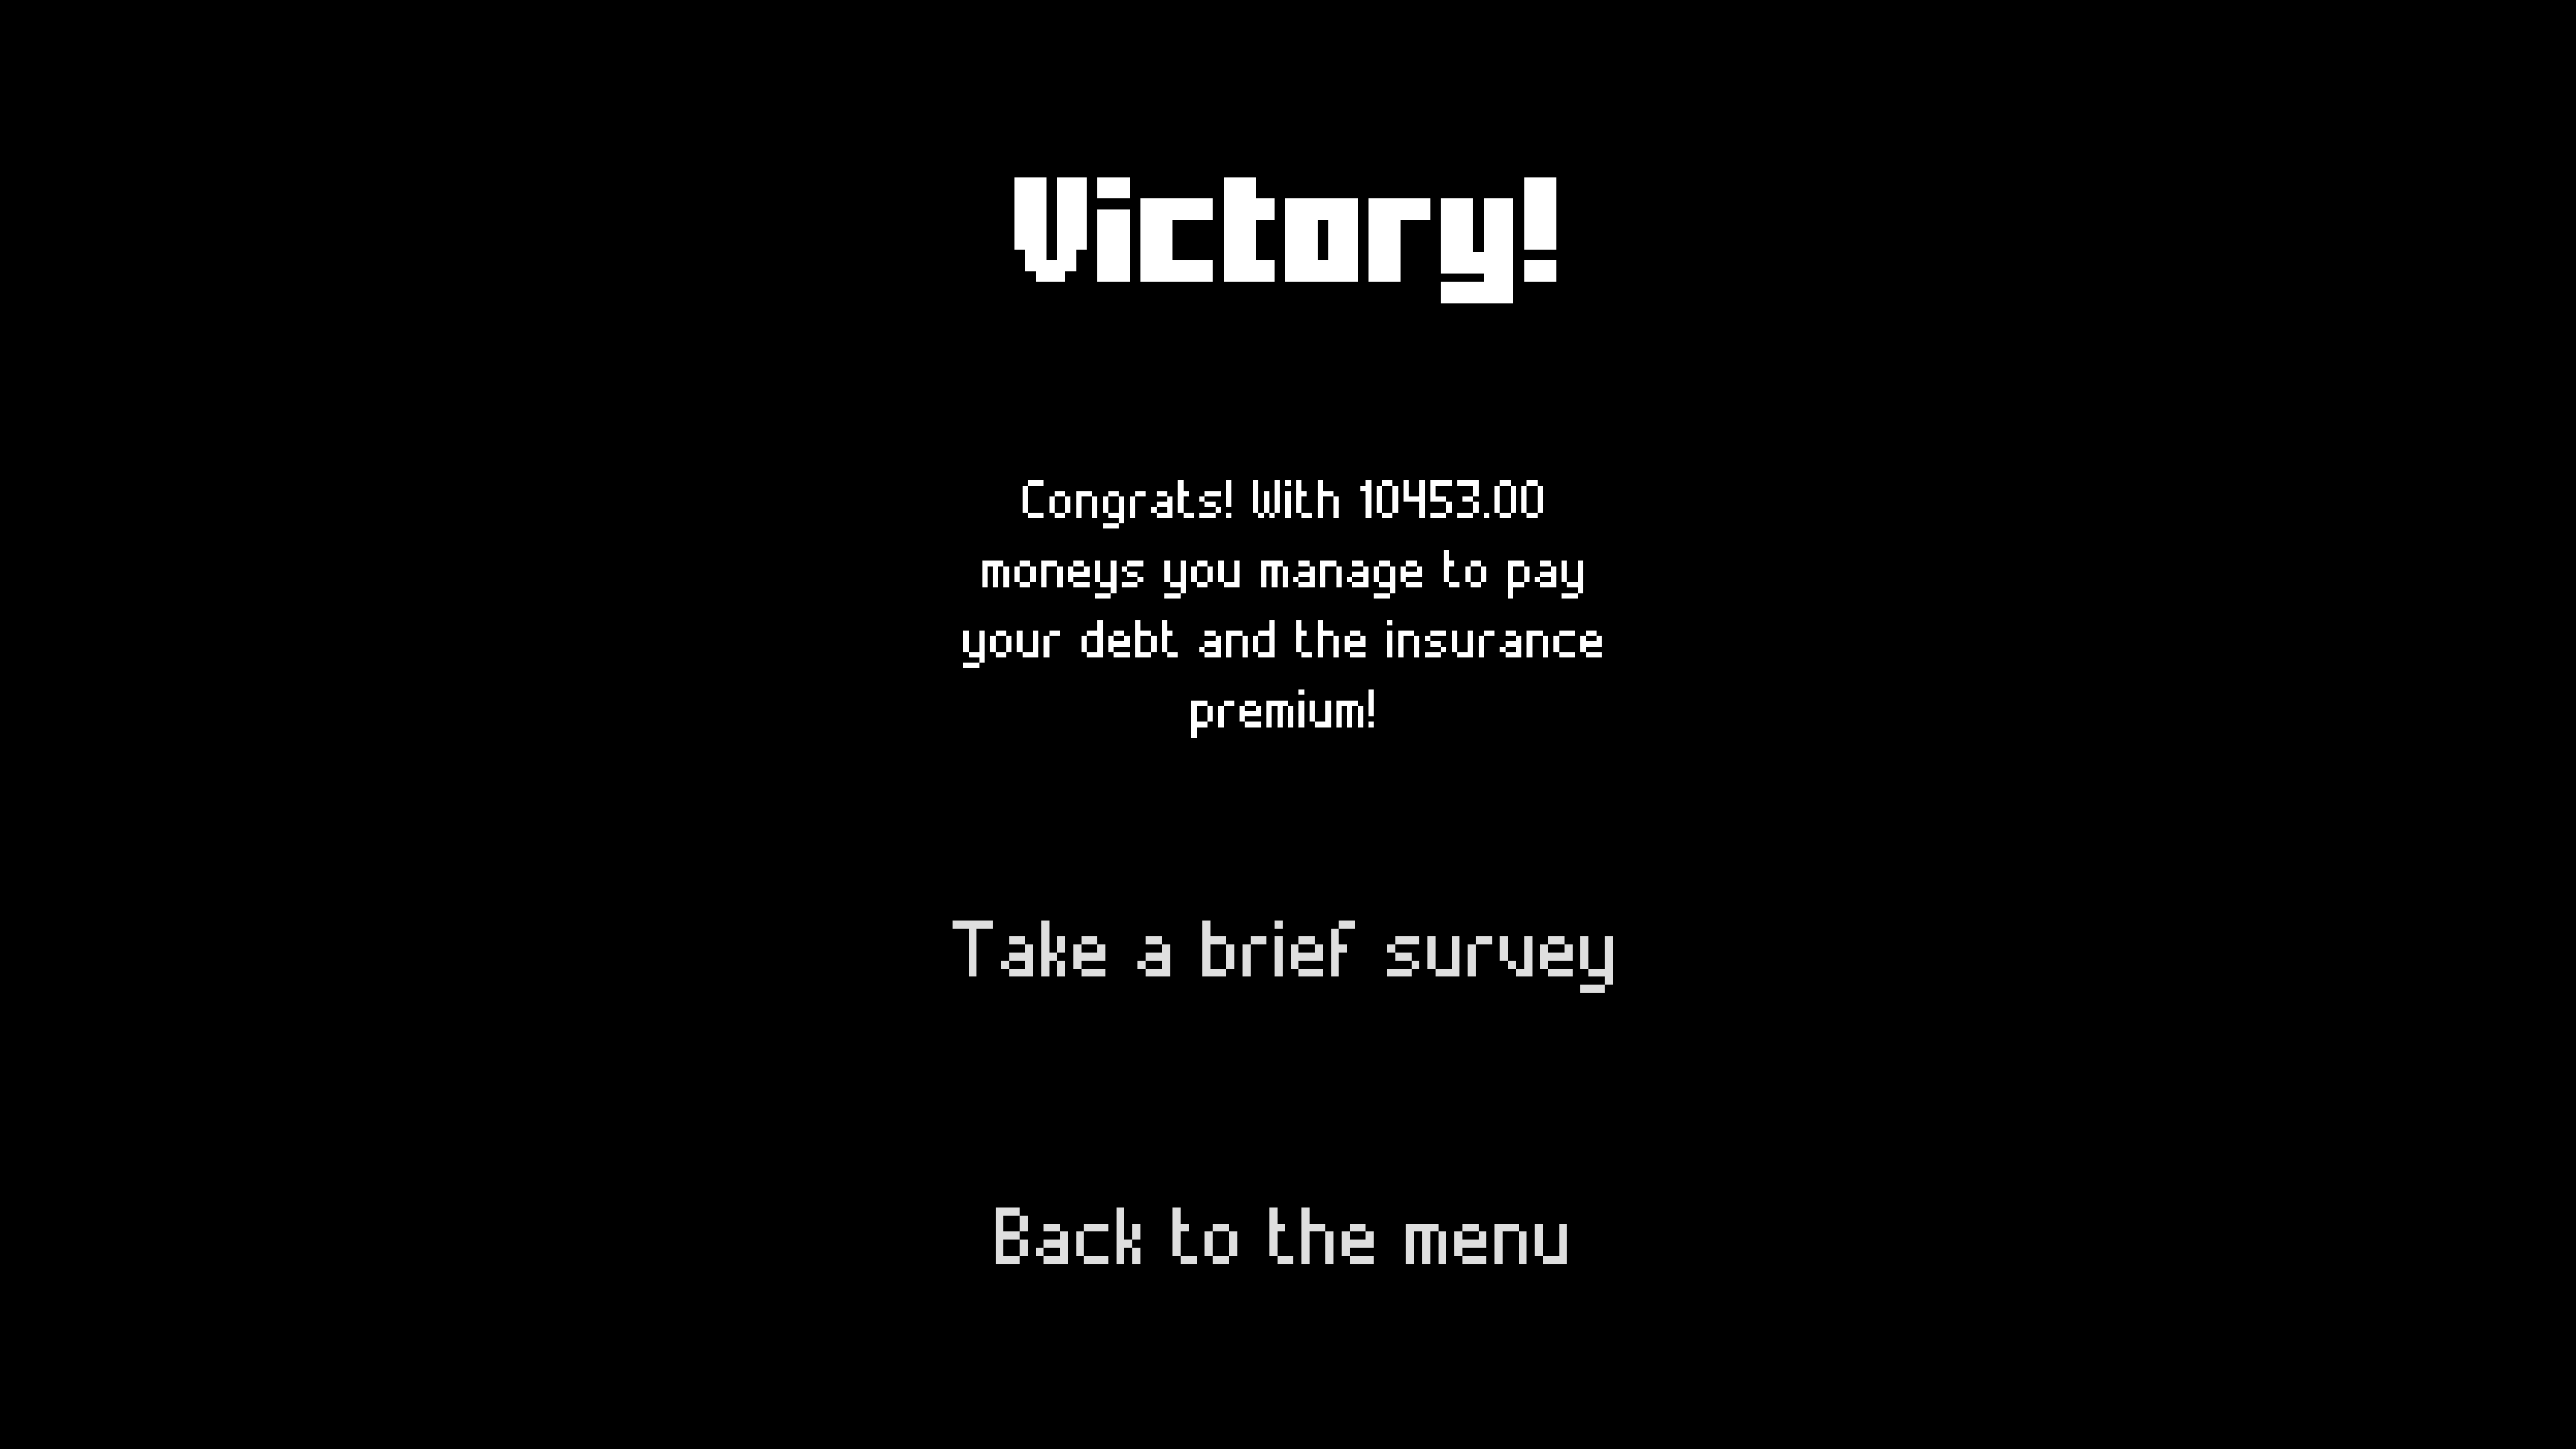 Victory!
Congrats! With 10453.00
moneys you manage to pay
your debt and the insurance
premium!
Take a brief survey
Back to the menu